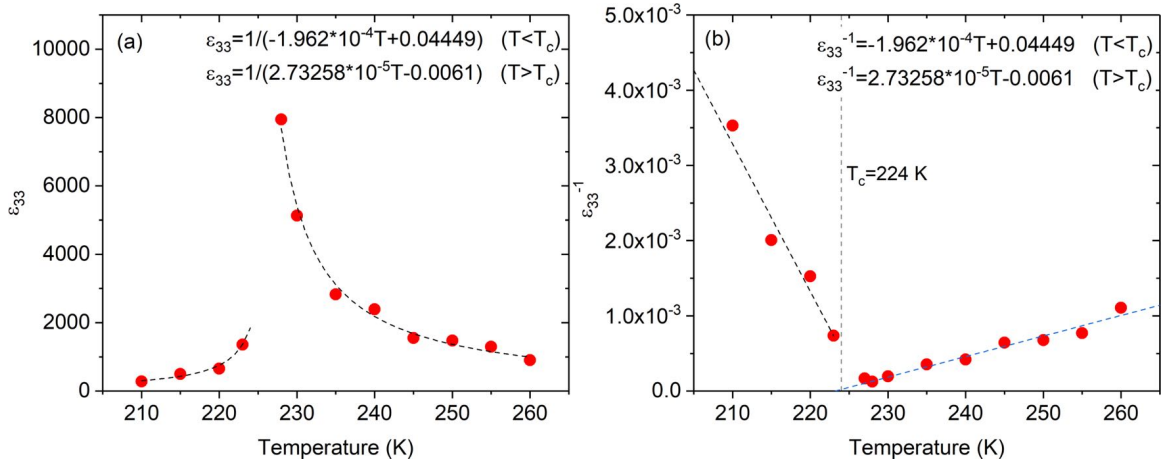 (a)
ε33=1/(-1.962*10-4T+0.04449) (T<Tc)
ε33=1/(2.73258*10-5T-0.0061) (T>Tc)
10000
8000
6000
4000
2000
0
ε33
210 220 230 240 250 260
Temperature (K)
(b)
ε33-1=-1.962*10-4T+0.04449 (T<Tc)
ε33-1=2.73258*10-5T-0.0061 (T>Tc)
Tc=224 K
5.0x10-3
4.0x10-3
3.0x10-3
2.0x10-3
1.0x10-3
0.0
ε33-1
210 220 230 240 250 260
Temperature (K)